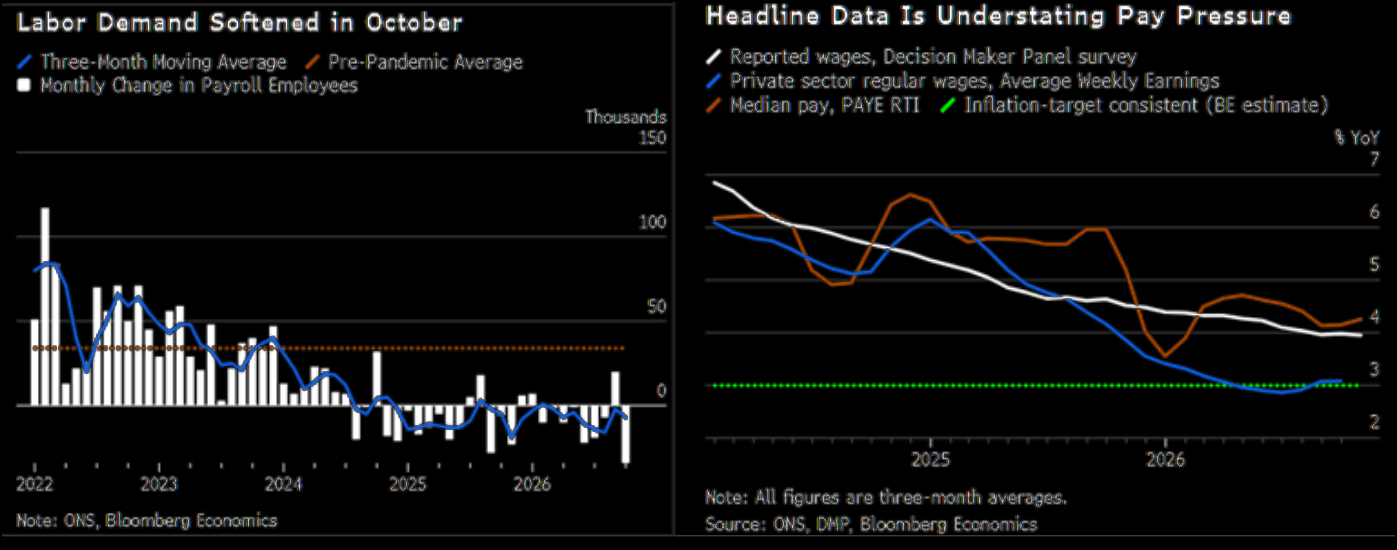 Labor Demand Softened in October
Three-Month Moving Average Pre-Pandemic Average
Monthly Change in Payroll Employees
Thousands
150
100
50
0
2022 2023 2024 2025 2026
Note: ONS, Bloomberg Economics
Headline Data Is Understating Pay Pressure
Reported wages, Decision Maker Panel survey
Private sector regular wages, Average Weekly Earnings
Median pay, PAYE RTI Inflation-target consistent (BE estimate)
% YoY
7
6
5
4
3
2
2025 2026
Note: All figures are three-month averages.
Source: ONS, DMP, Bloomberg Economics